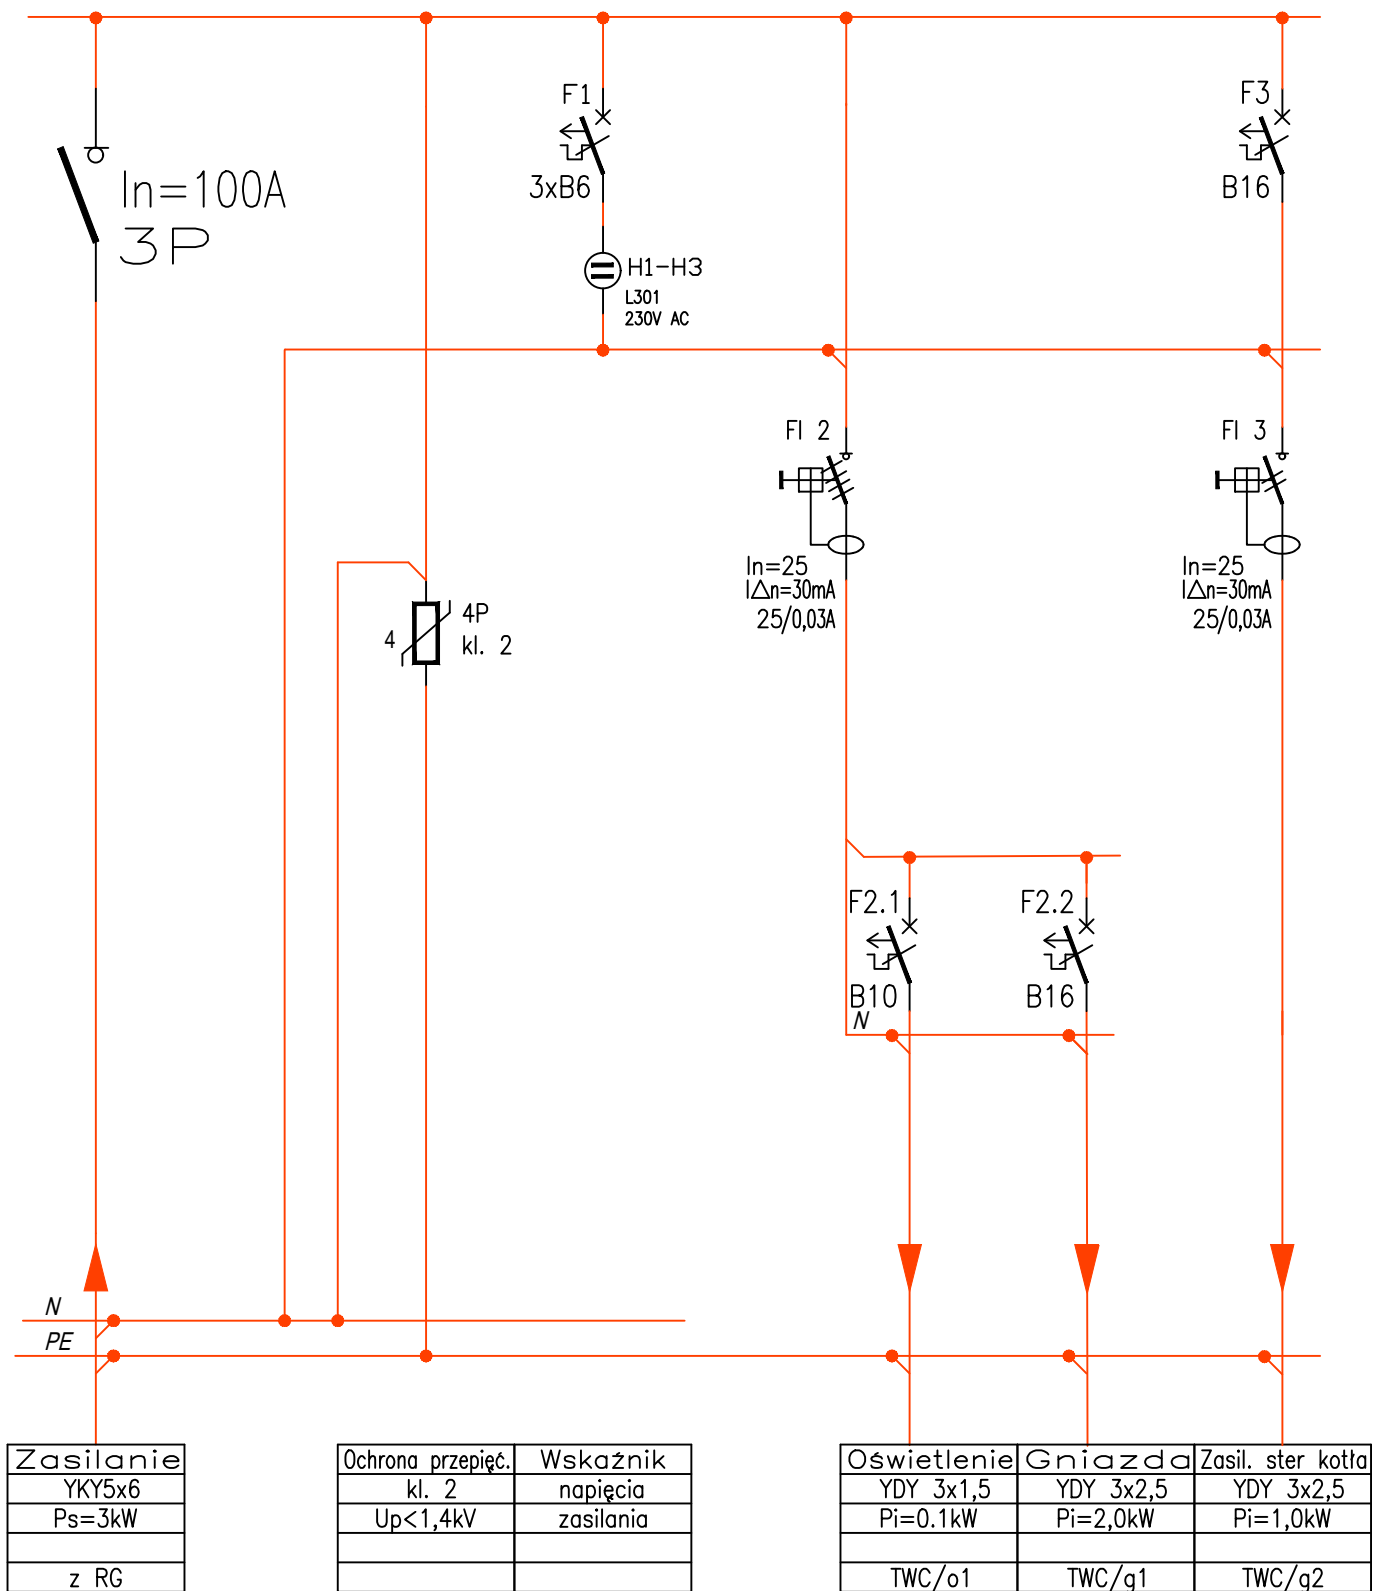 F1
3xB6
F3
B16
In=100A
3P
H1-H3
L301
230V AC
FI 2
In=25
I△n=30mA
25/0,03A
FI 3
In=25
I△n=30mA
25/0,03A
4
4P
kl. 2
F2.1
B10
F2.2
B16
N
N
PE
Zasilanie
YKY5x6
Ps=3kW
z RG
Ochrona przepięć.
kl. 2
Up<1,4kV
Wskaźnik
napięcia
zasilania
Oświetlenie
YDY 3x1,5
Pi=0.1kW
TWC/o1
Gniazda
YDY 3x2,5
Pi=2,0kW
TWC/g1
Zasil. ster kotła
YDY 3x2,5
Pi=1,0kW
TWC/g2